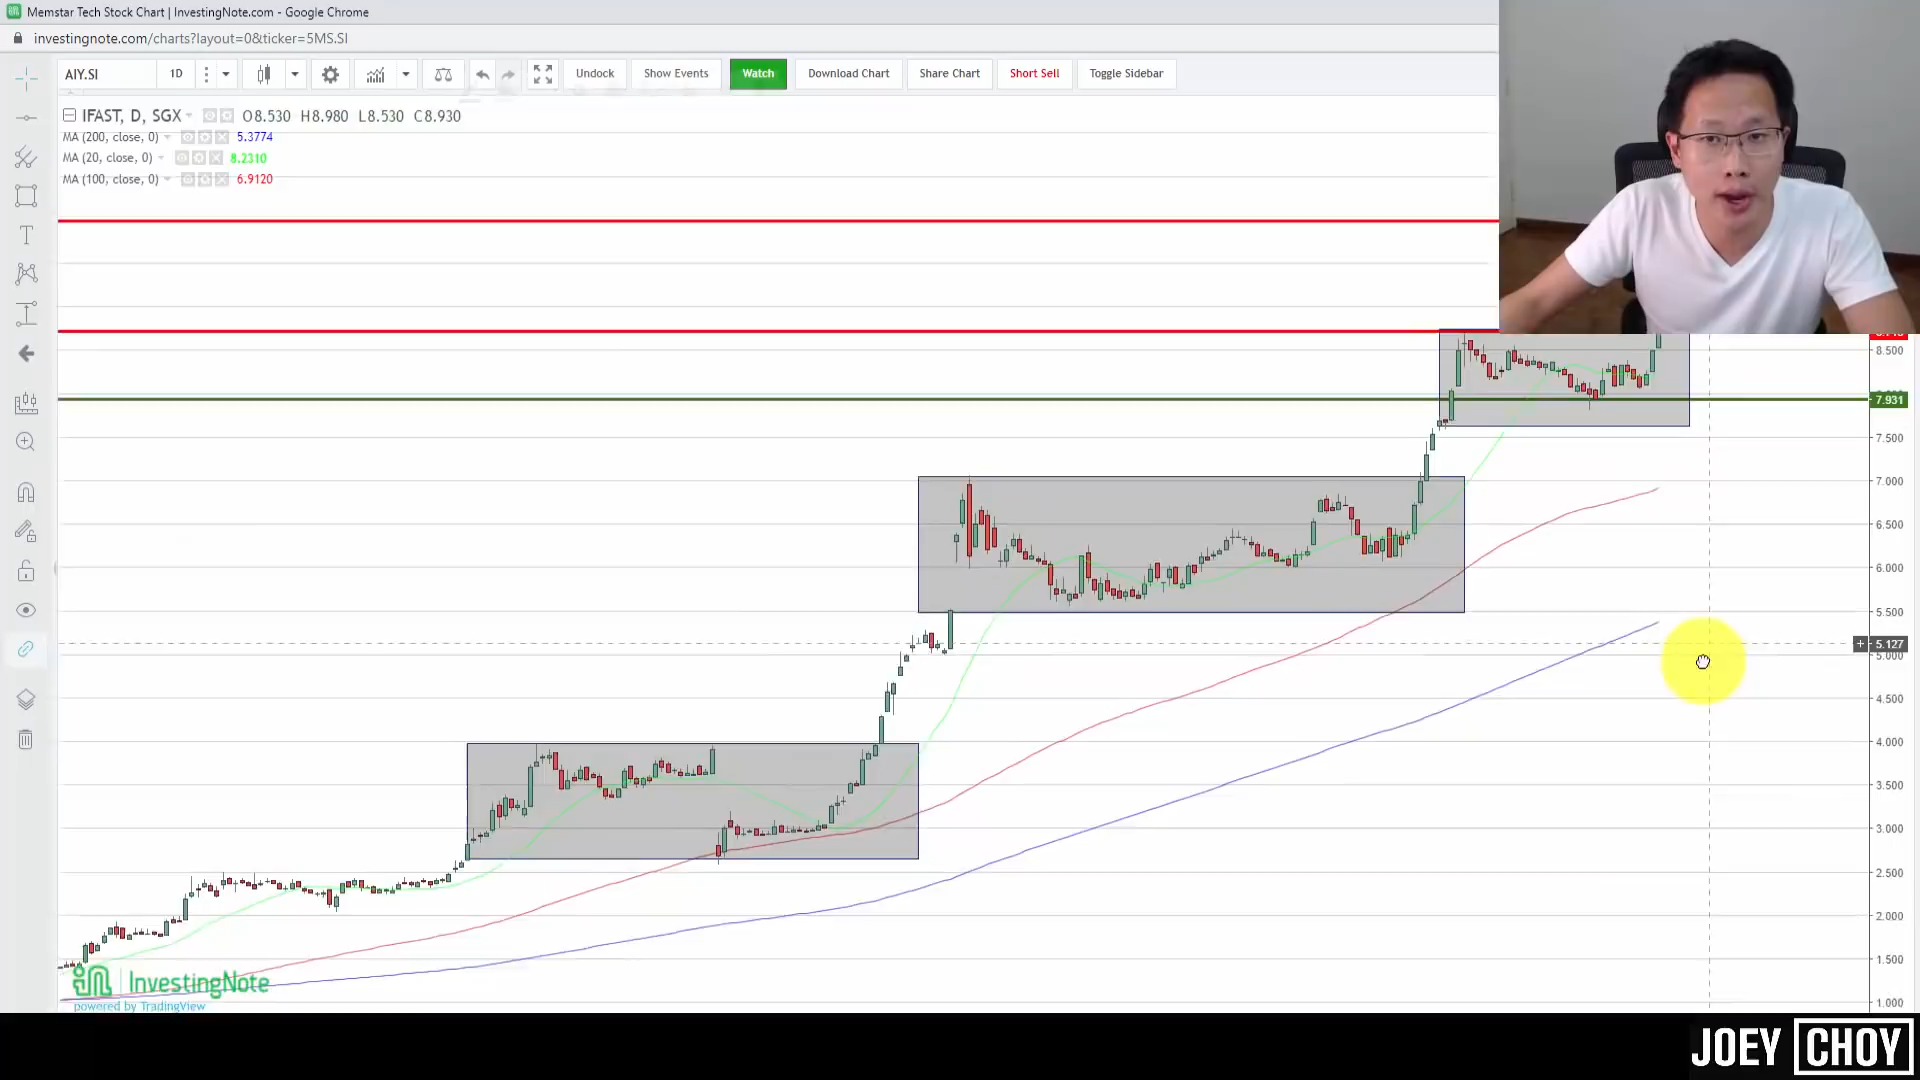 Memstar Tech Stock Chart | InvestingNote.com - Google Chrome
investingnote.com/charts?layout=0&ticker=5MS.SI
AIY.SI 1D Undock Show Events Watch Download Chart Share Chart Short Sell Toggle Sidebar
IFAST, D, SGX O8.530 H8.980 L8.530 C8.930
MA (200, close, 0) 5.3774
MA (20, close, 0) 8.2310
MA (100, close, 0) 6.9120
8.500
7.931
7.500
7.000
6.500
6.000
5.500
5.127
5.000
4.500
4.000
3.500
3.000
2.500
2.000
1.500
1.000
InvestingNote
powered by TradingView
JOEY CHOY